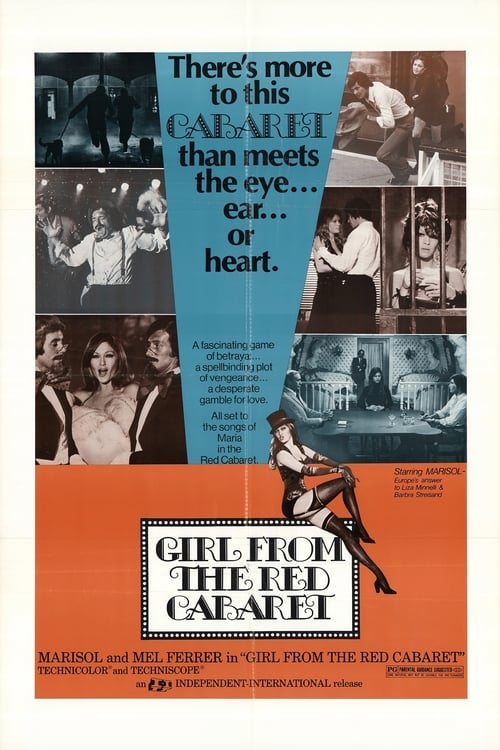 There's more
to this
CABARET
than meets
the eye...
ear...
or
heart.
A fascinating game
of betrayal...
a spellbinding plot
of vengeance...
a desperate
gamble for love.
All set to
the songs of
Maria
in the
Red Cabaret.
Starring MARISOL-
Europe's answer
to Liza Minnelli &
Barbra Streisand
GIRL FROM
THE RED
CABARET
MARISOL and MEL FERRER in "GIRL FROM THE RED CABARET"
TECHNICOLOR® and TECHNISCOPE®
an INDEPENDENT-INTERNATIONAL release
PG PARENTAL GUIDANCE SUGGESTED